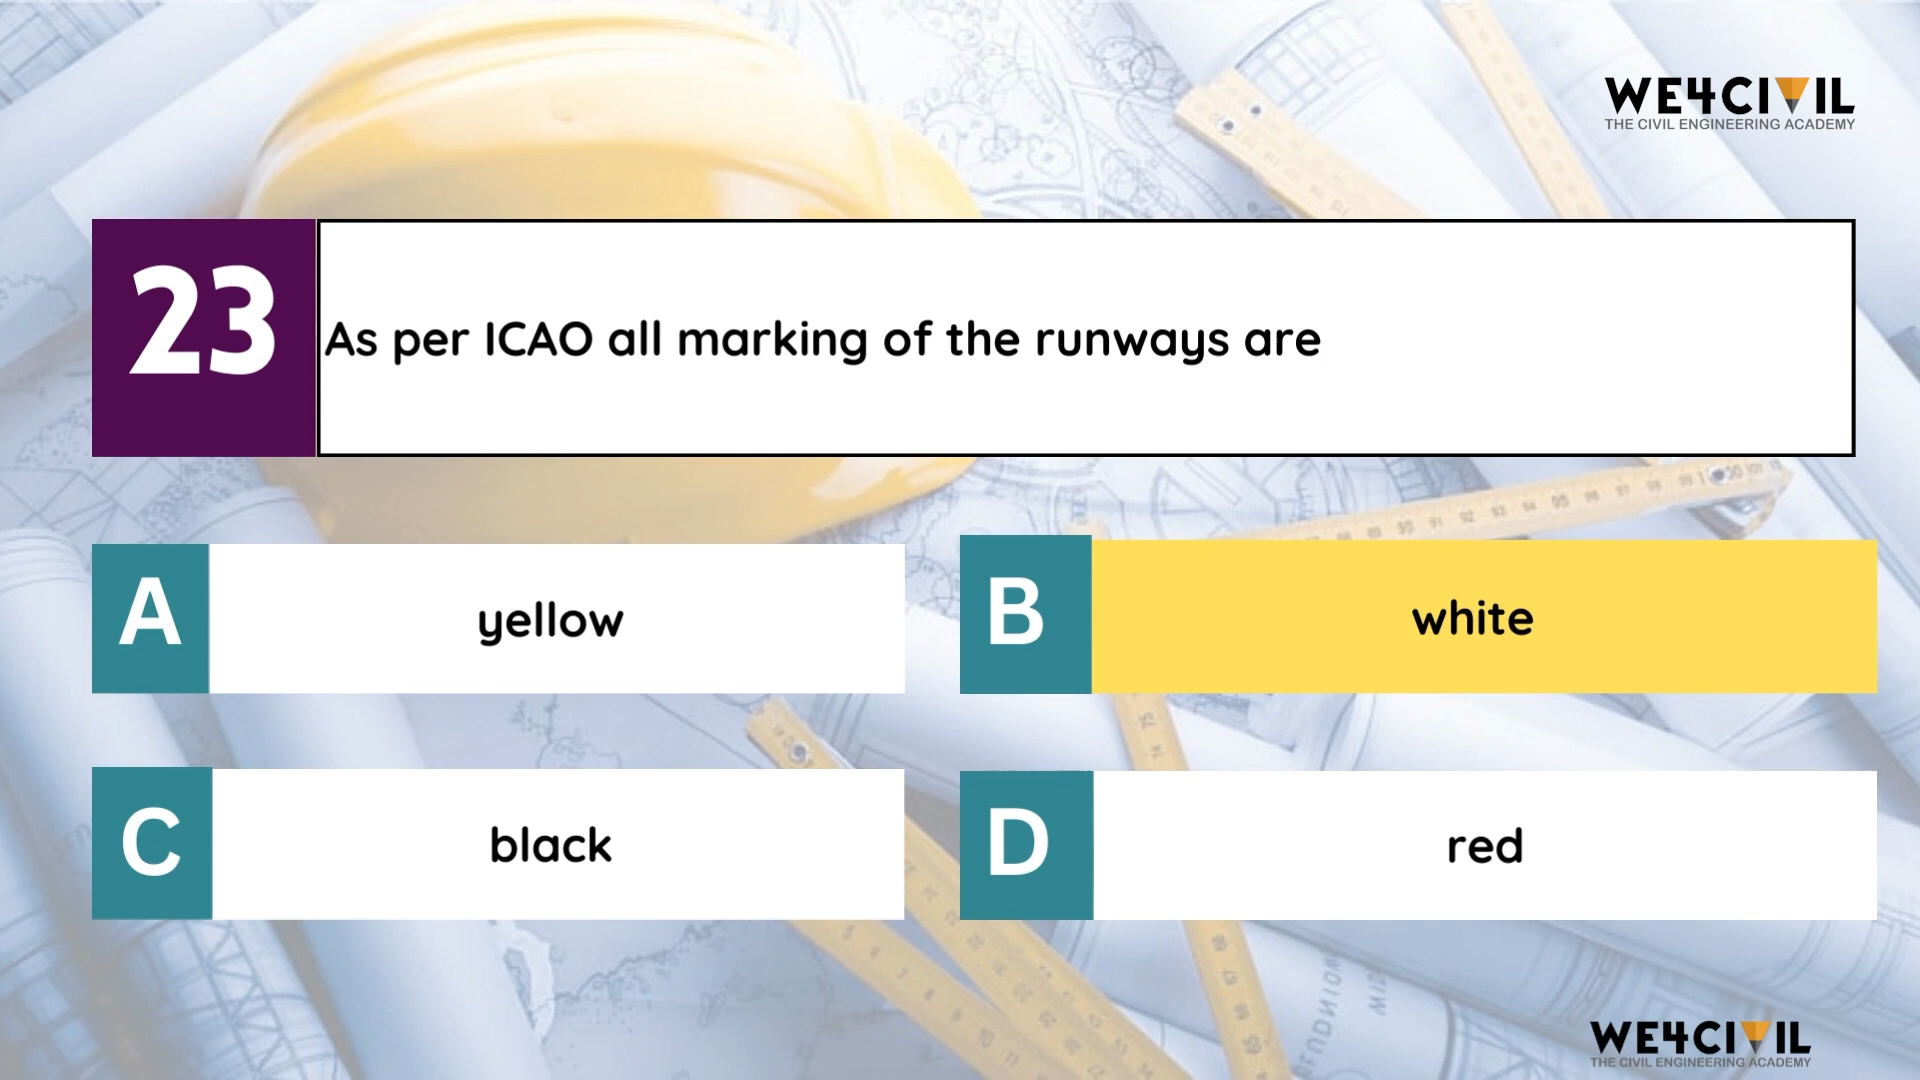 WE4CIVIL
THE CIVIL ENGINEERING ACADEMY
23
As per ICAO all marking of the runways are
A
yellow
B
white
C
black
D
red
WE4CIVIL
THE CIVIL ENGINEERING ACADEMY